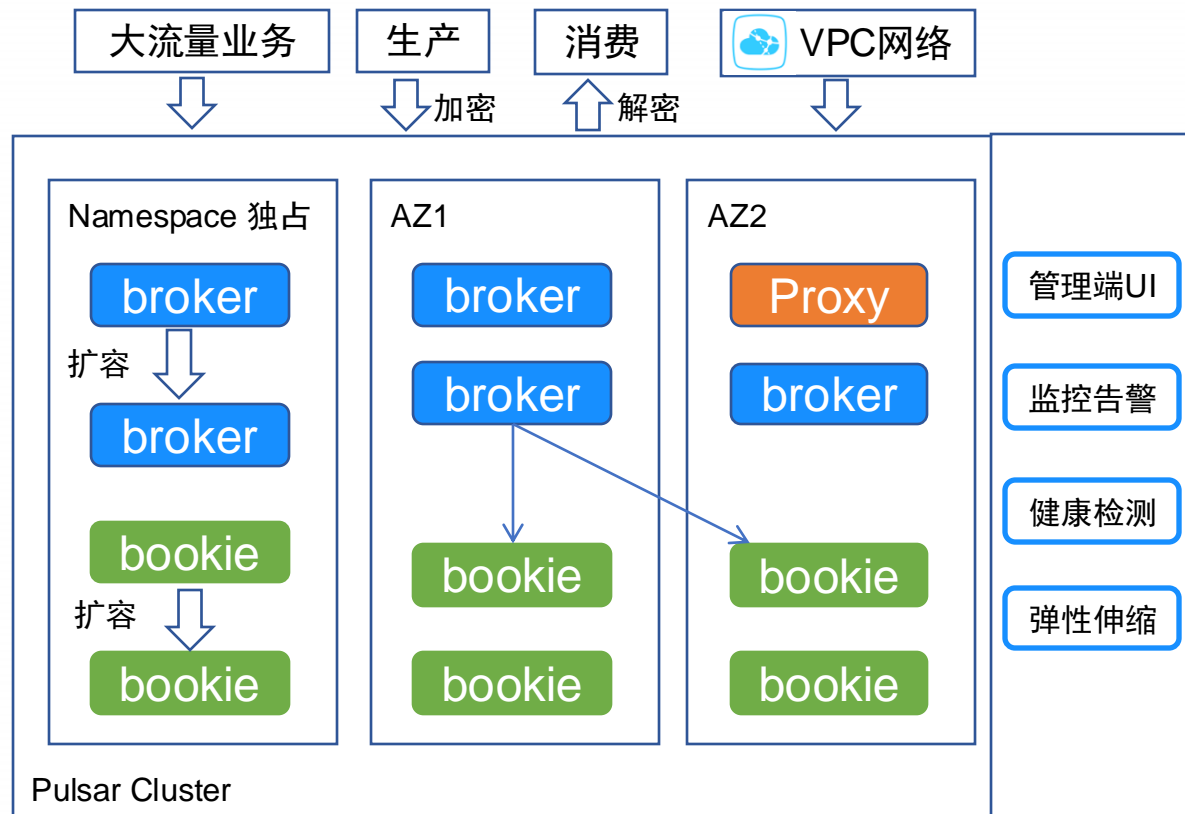 大流量业务
生产
消费
VPC网络
加密
解密
Namespace 独占
broker
扩容
broker
bookie
扩容
bookie
AZ1
broker
broker
bookie
bookie
AZ2
Proxy
broker
bookie
bookie
Pulsar Cluster
管理端UI
监控告警
健康检测
弹性伸缩